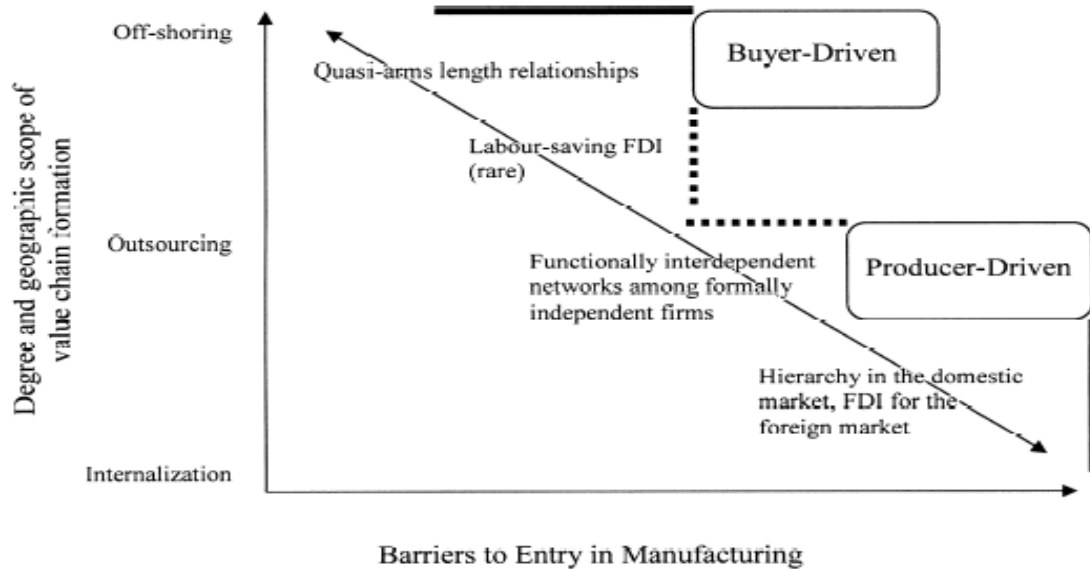 Degree and geographic scope of
value chain formation
Off-shoring
Outsourcing
Internalization
Quasi-arms length relationships
Buyer-Driven
Labour-saving FDI
(rare)
Functionally interdependent
networks among formally
independent firms
Producer-Driven
Hierarchy in the domestic
market, FDI for the
foreign market
Barriers to Entry in Manufacturing